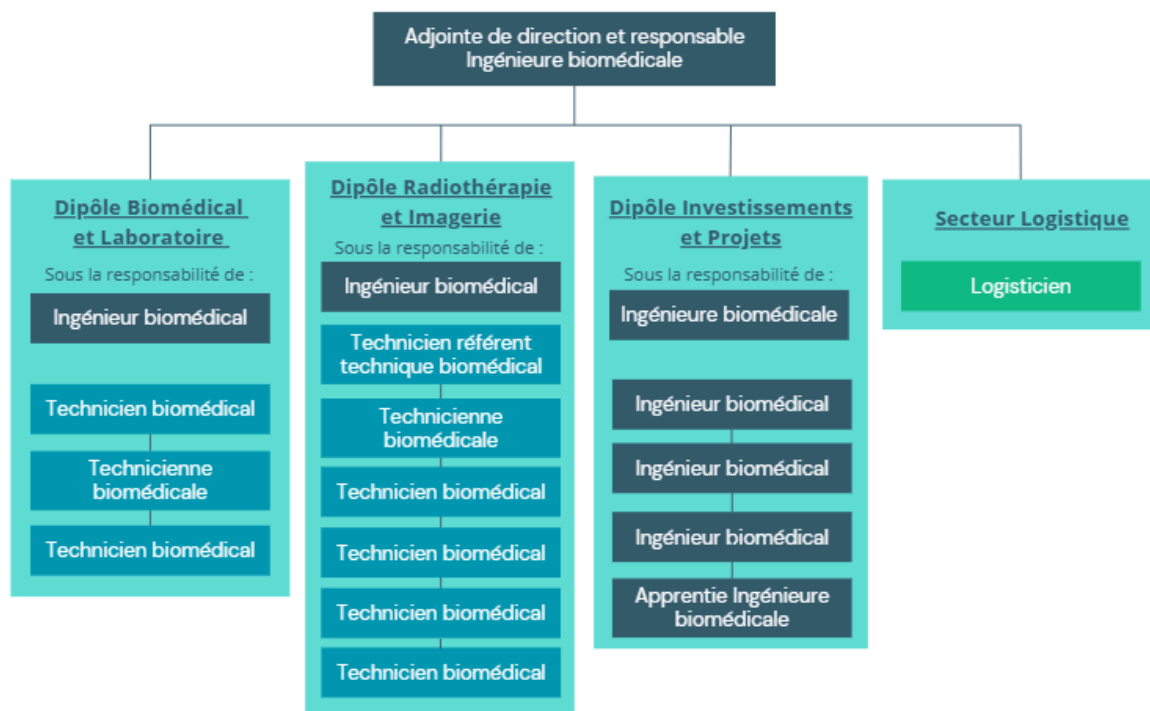 Adjointe de direction et responsable
Ingénieure biomédicale
Dipôle Biomédical
et Laboratoire
Sous la responsabilité de :
Ingénieur biomédical
Technicien biomédical
Technicienne
biomédicale
Technicien biomédical
Dipôle Radiothérapie
et Imagerie
Sous la responsabilité de :
Ingénieur biomédical
Technicien référent
technique biomédical
Technicienne
biomédicale
Technicien biomédical
Technicien biomédical
Technicien biomédical
Technicien biomédical
Dipôle Investissements
et Projets
Sous la responsabilité de :
Ingénieure biomédicale
Ingénieur biomédical
Ingénieur biomédical
Ingénieur biomédical
Apprentie Ingénieure
biomédicale
Secteur Logistique
Logisticien